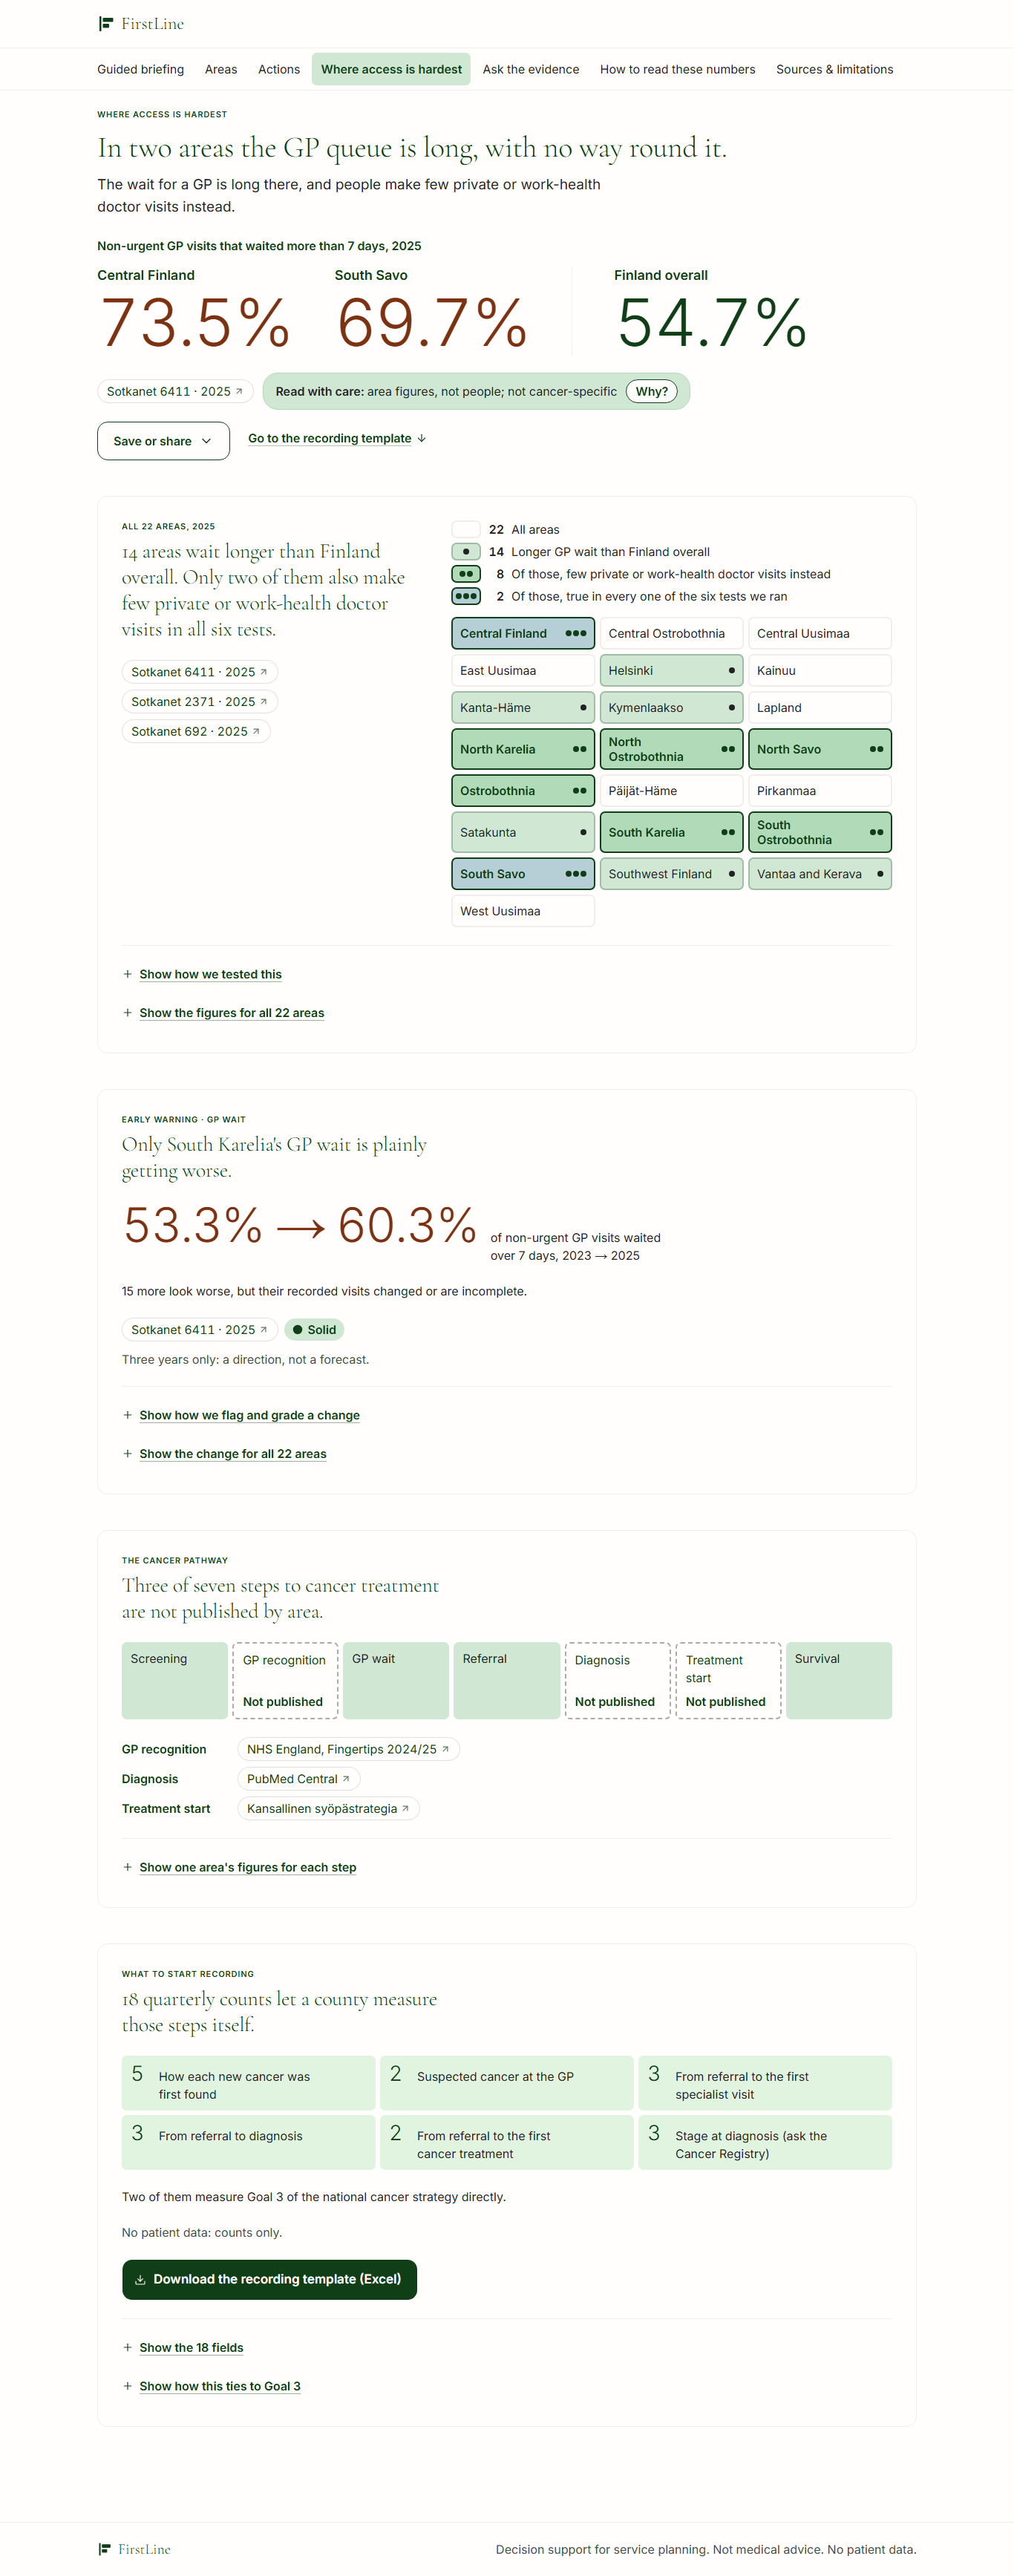 FirstLine
Guided briefing Areas Actions Where access is hardest Ask the evidence How to read these numbers Sources & limitations
WHERE ACCESS IS HARDEST
In two areas the GP queue is long, with no way round it.
The wait for a GP is long there, and people make few private or work-health
doctor visits instead.
Non-urgent GP visits that waited more than 7 days, 2025
Central Finland South Savo Finland overall
73.5% 69.7% 54.7%
Sotkanet 6411 · 2025 ↗ Read with care: area figures, not people; not cancer-specific Why?
Save or share Go to the recording template ↓
ALL 22 AREAS, 2025
14 areas wait longer than Finland
overall. Only two of them also make
few private or work-health doctor
visits in all six tests.
Sotkanet 6411 · 2025 ↗
Sotkanet 2371 · 2025 ↗
Sotkanet 692 · 2025 ↗
22 All areas
14 Longer GP wait than Finland overall
8 Of those, few private or work-health doctor visits instead
2 Of those, true in every one of the six tests we ran
Central Finland Central Ostrobothnia Central Uusimaa
East Uusimaa Helsinki Kainuu
Kanta-Häme Kymenlaakso Lapland
North Karelia North Ostrobothnia North Savo
Ostrobothnia Päijät-Häme Pirkanmaa
Satakunta South Karelia South Ostrobothnia
South Savo Southwest Finland Vantaa and Kerava
West Uusimaa
+ Show how we tested this
+ Show the figures for all 22 areas
EARLY WARNING · GP WAIT
Only South Karelia's GP wait is plainly
getting worse.
53.3% → 60.3% of non-urgent GP visits waited
over 7 days, 2023 → 2025
15 more look worse, but their recorded visits changed or are incomplete.
Sotkanet 6411 · 2025 ↗ Solid
Three years only: a direction, not a forecast.
+ Show how we flag and grade a change
+ Show the change for all 22 areas
THE CANCER PATHWAY
Three of seven steps to cancer treatment
are not published by area.
Screening GP recognition GP wait Referral Diagnosis Treatment start Survival
Not published Not published Not published
GP recognition NHS England, Fingertips 2024/25 ↗
Diagnosis PubMed Central ↗
Treatment start Kansallinen syöpästrategia ↗
+ Show one area's figures for each step
WHAT TO START RECORDING
18 quarterly counts let a county measure
those steps itself.
5 How each new cancer was first found
2 Suspected cancer at the GP
3 From referral to the first specialist visit
3 From referral to diagnosis
2 From referral to the first cancer treatment
3 Stage at diagnosis (ask the Cancer Registry)
Two of them measure Goal 3 of the national cancer strategy directly.
No patient data: counts only.
Download the recording template (Excel)
+ Show the 18 fields
+ Show how this ties to Goal 3
FirstLine Decision support for service planning. Not medical advice. No patient data.